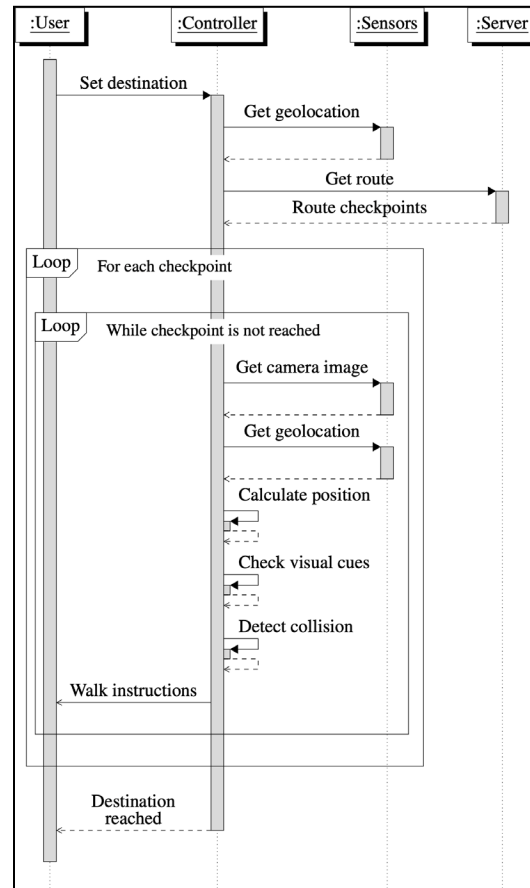 :User
:Controller
:Sensors
:Server
Set destination
Get geolocation
Get route
Route checkpoints
Loop
For each checkpoint
Loop
While checkpoint is not reached
Get camera image
Get geolocation
Calculate position
Check visual cues
Detect collision
Walk instructions
Destination
reached